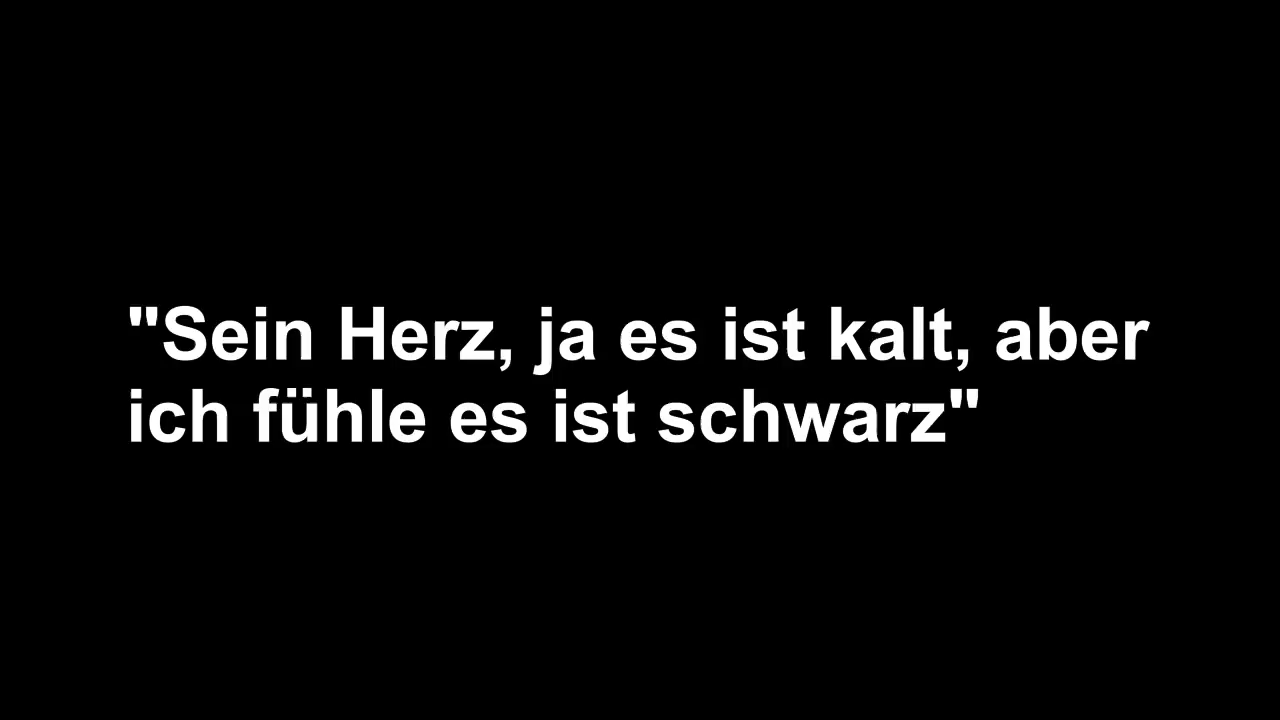 "Sein Herz, ja es ist kalt, aber
ich fühle es ist schwarz"